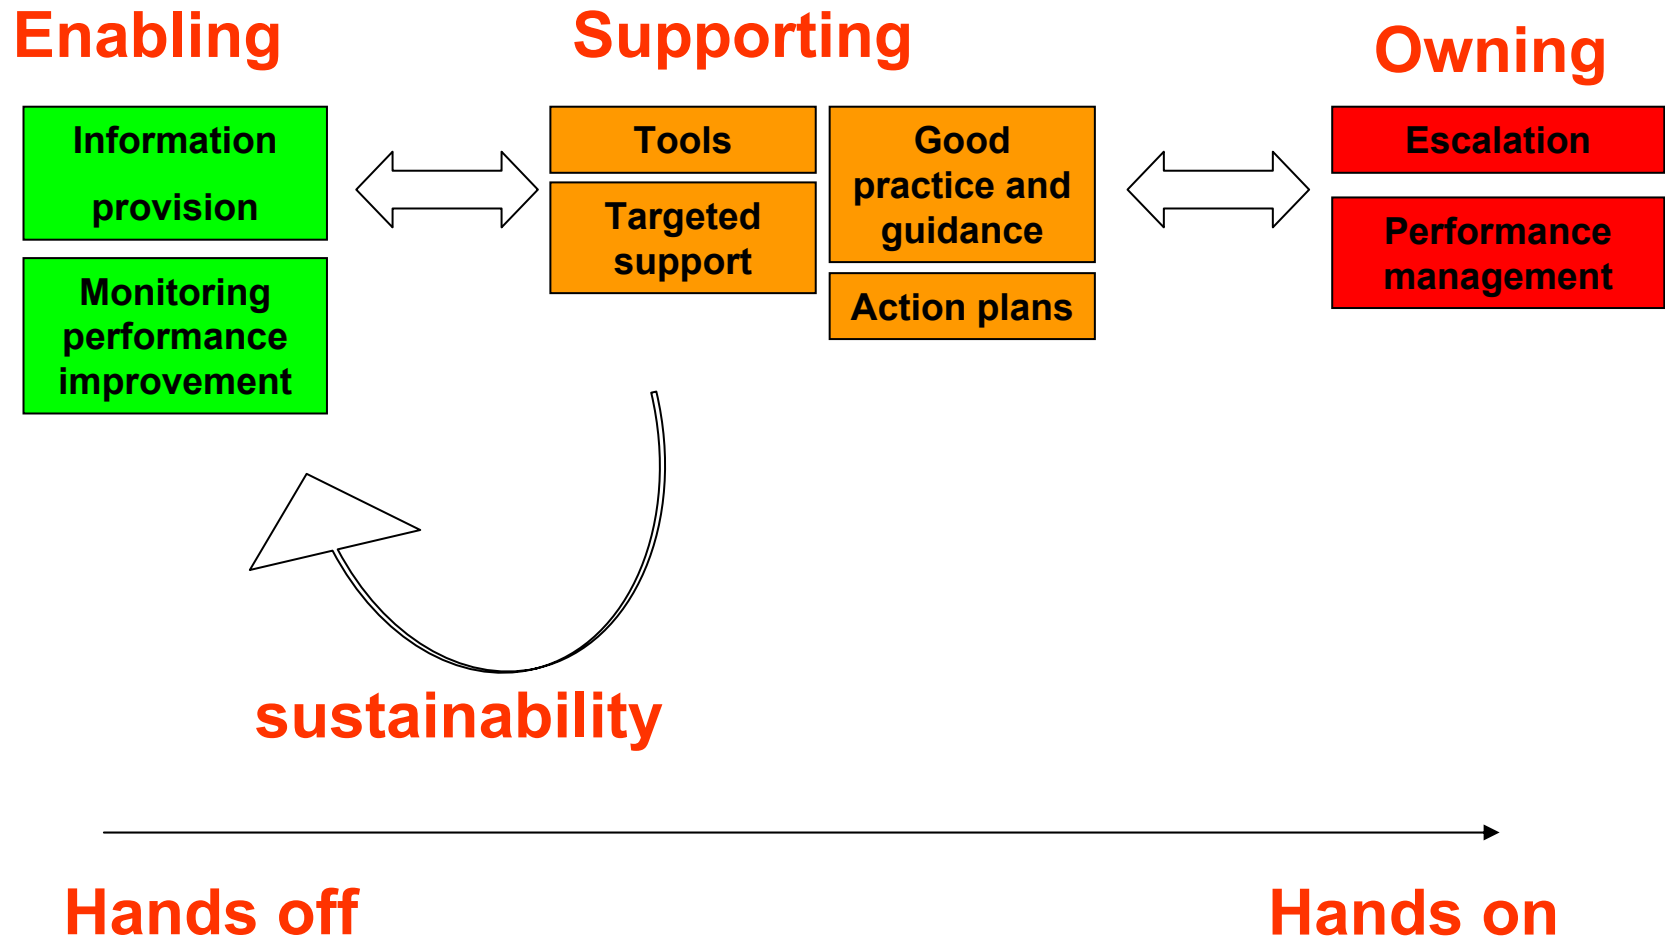 Enabling
Supporting
Owning
Information
provision
Monitoring
performance
improvement
Tools
Targeted
support
Good
practice and
guidance
Action plans
Escalation
Performance
management
sustainability
Hands off
Hands on